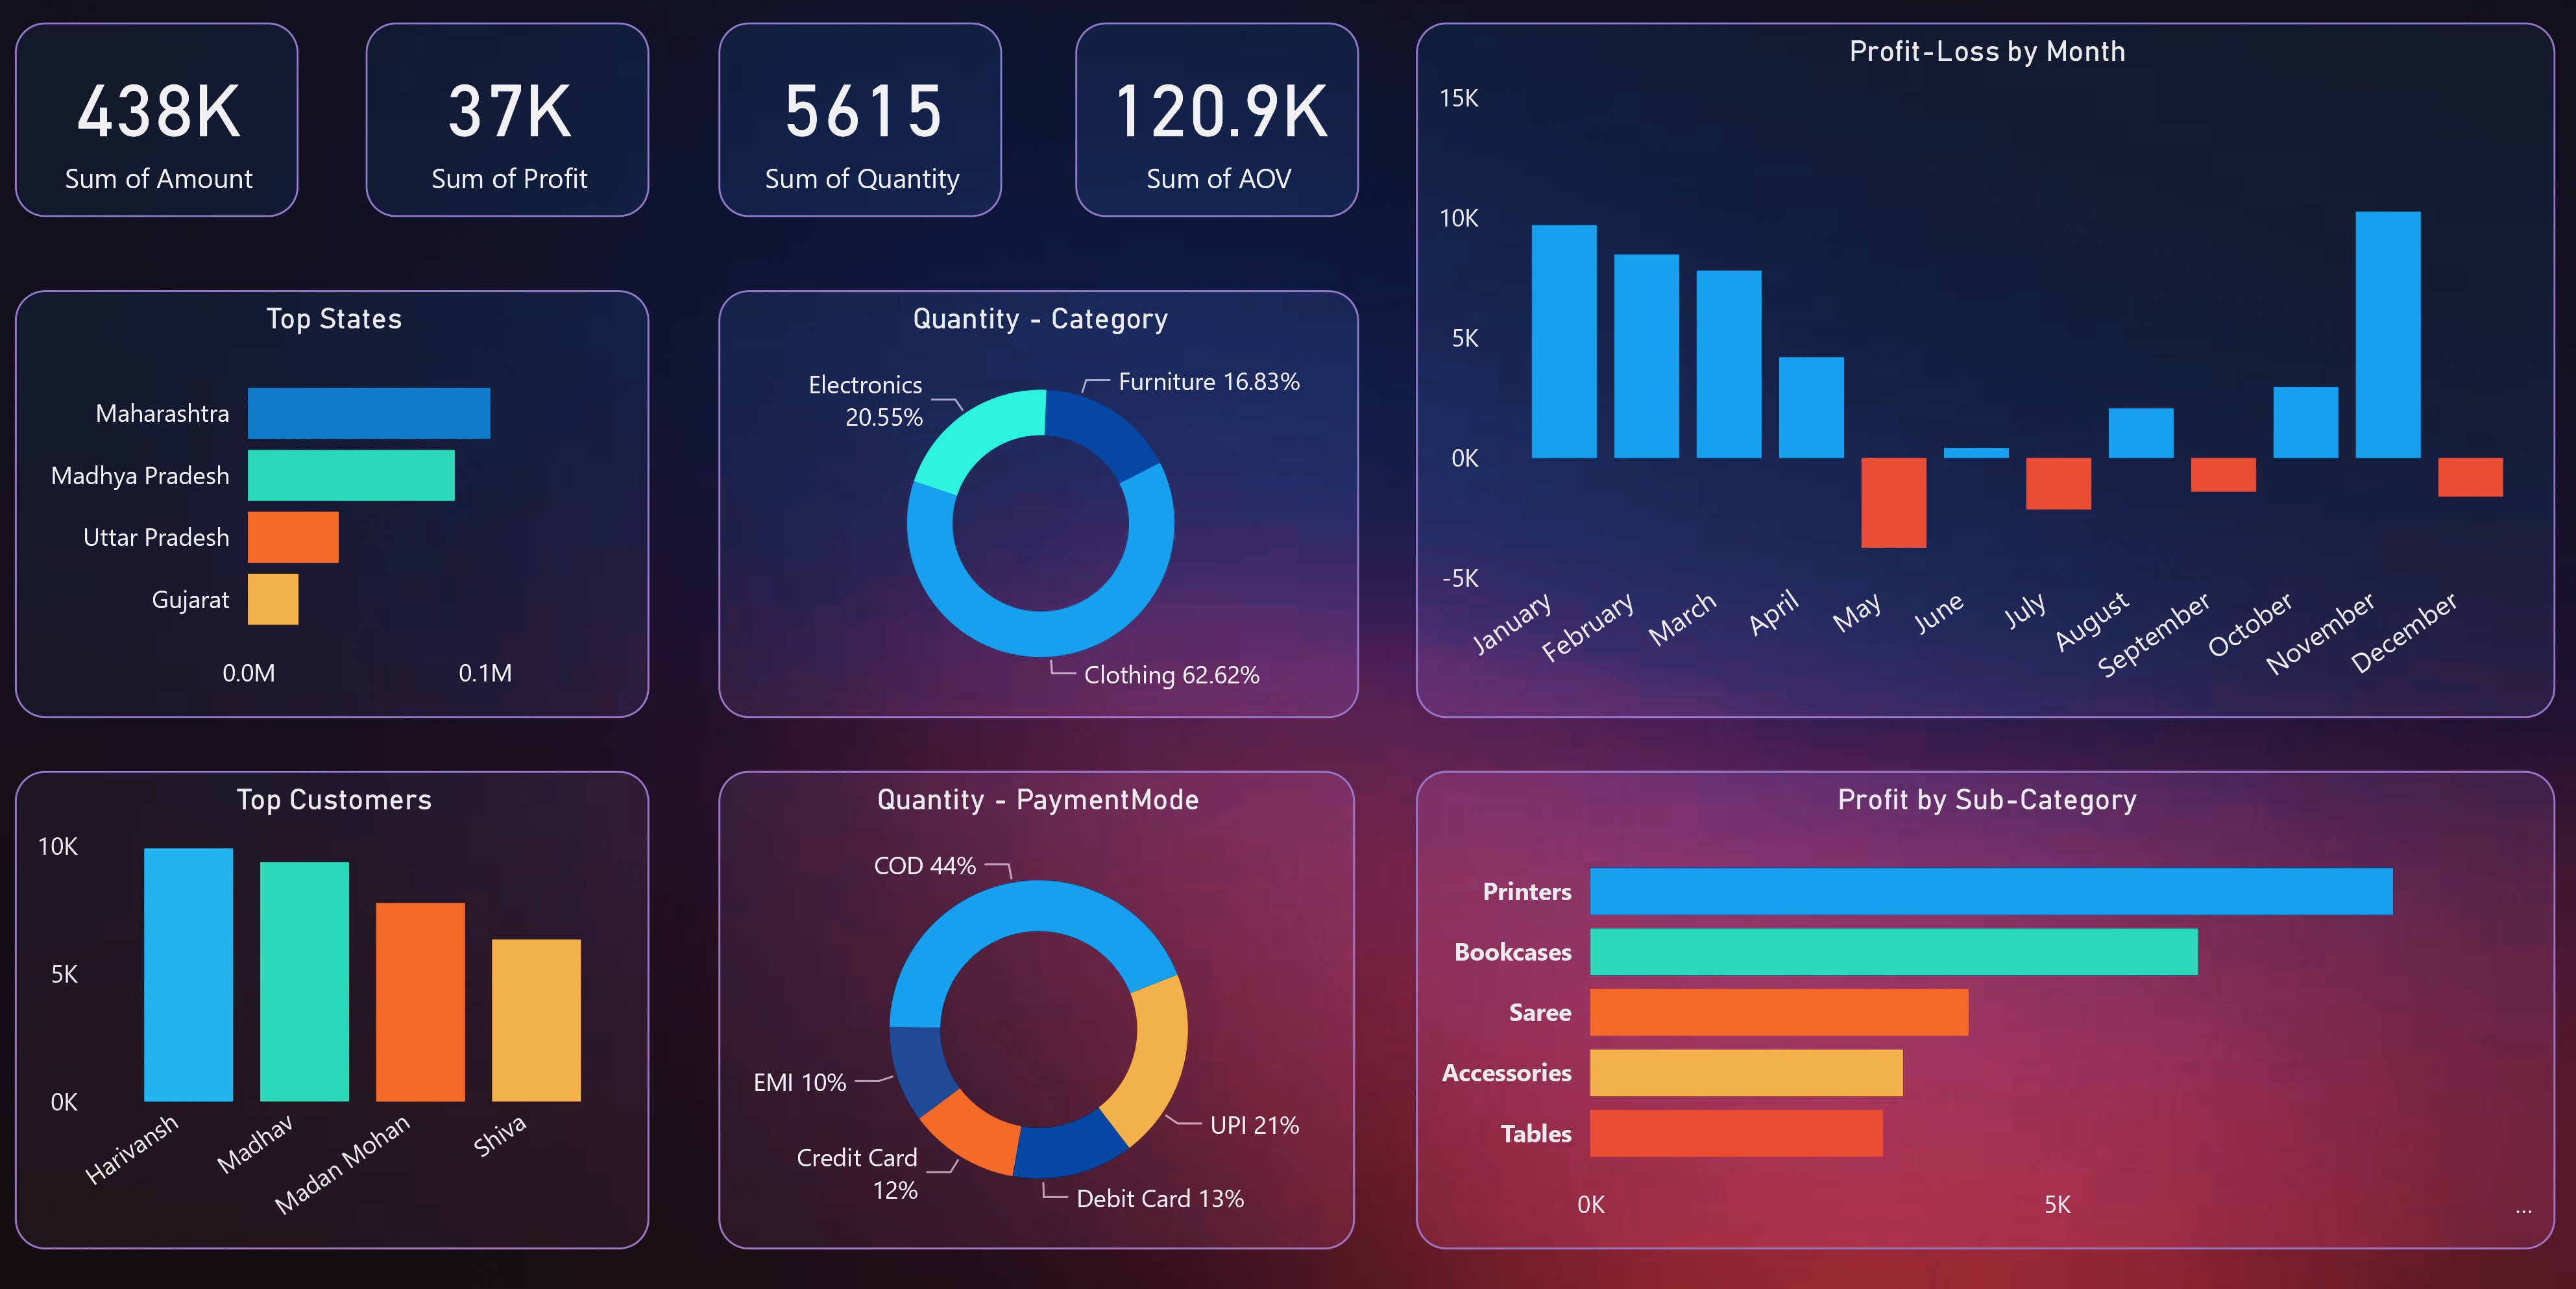 438K
Sum of Amount
37K
Sum of Profit
5615
Sum of Quantity
120.9K
Sum of AOV
Profit-Loss by Month
15K
10K
5K
0K
-5K
January
February
March
April
May
June
July
August
September
October
November
December
Top States
Maharashtra
Madhya Pradesh
Uttar Pradesh
Gujarat
0.0M
0.1M
Quantity - Category
Electronics
20.55%
Furniture 16.83%
Clothing 62.62%
Top Customers
10K
5K
0K
Harivansh
Madhav
Madan Mohan
Shiva
Quantity - PaymentMode
COD 44%
EMI 10%
Credit Card
12%
Debit Card 13%
UPI 21%
Profit by Sub-Category
Printers
Bookcases
Saree
Accessories
Tables
0K
5K
...